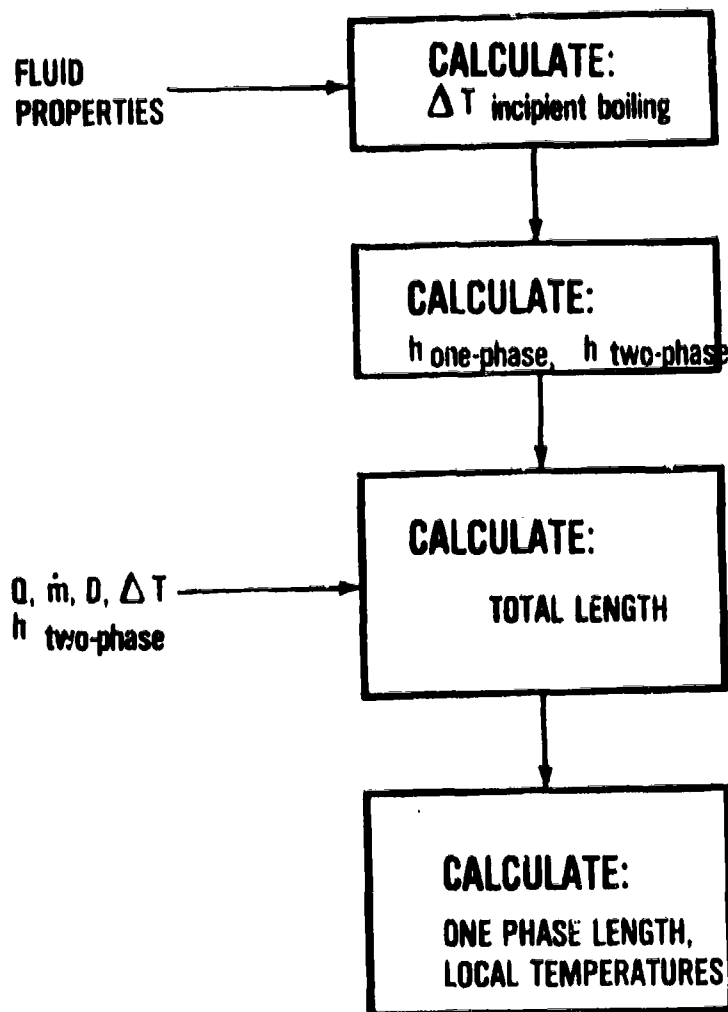 FLUID
PROPERTIES
CALCULATE:
ΔT incipient boiling
CALCULATE:
h one-phase, h two-phase
Q, ṁ, D, ΔT
h two-phase
CALCULATE:
TOTAL LENGTH
CALCULATE:
ONE PHASE LENGTH,
LOCAL TEMPERATURES